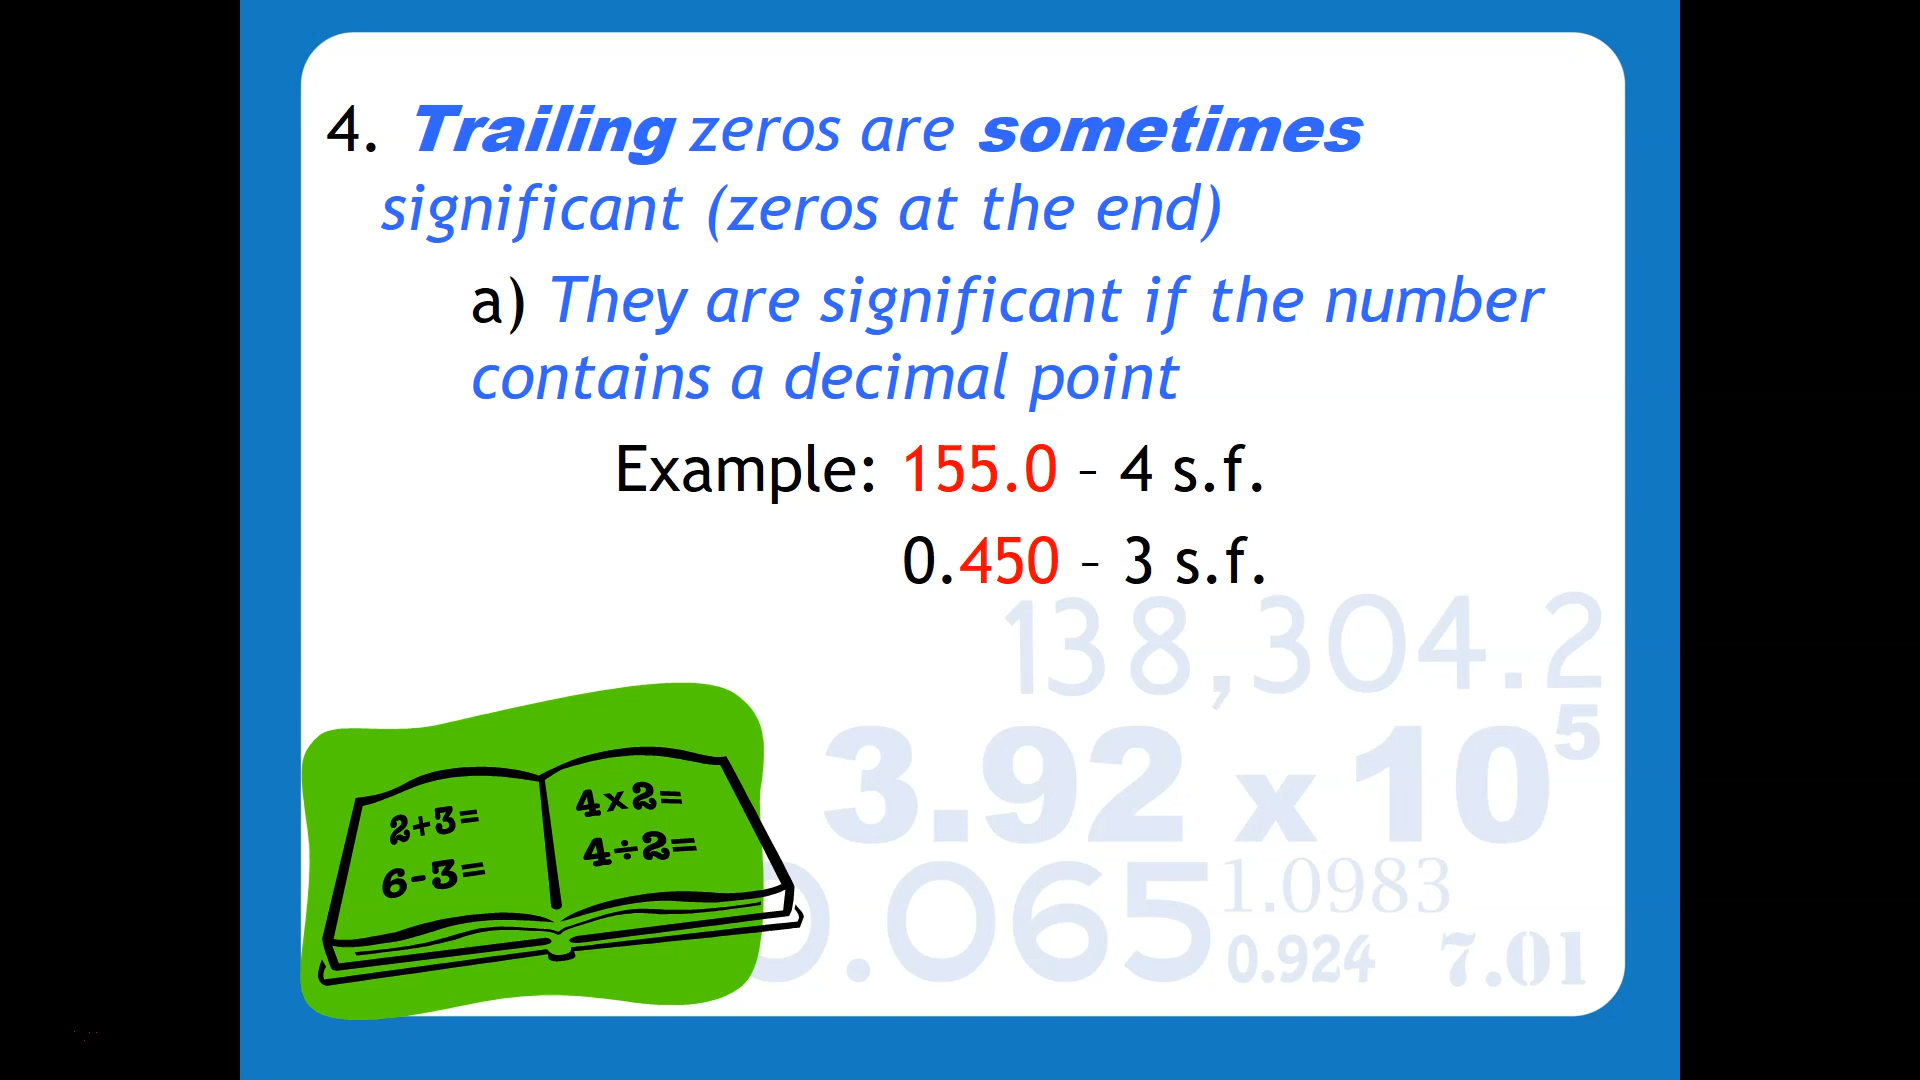 4. Trailing zeros are sometimes
significant (zeros at the end)
a) They are significant if the number
contains a decimal point
Example: 155.0 – 4 s.f.
0.450 – 3 s.f.
138,304.2
3.92 x 10⁵
0.065
1.0983
0.924 7.01
2+3=
6-3=
4x2=
4÷2=